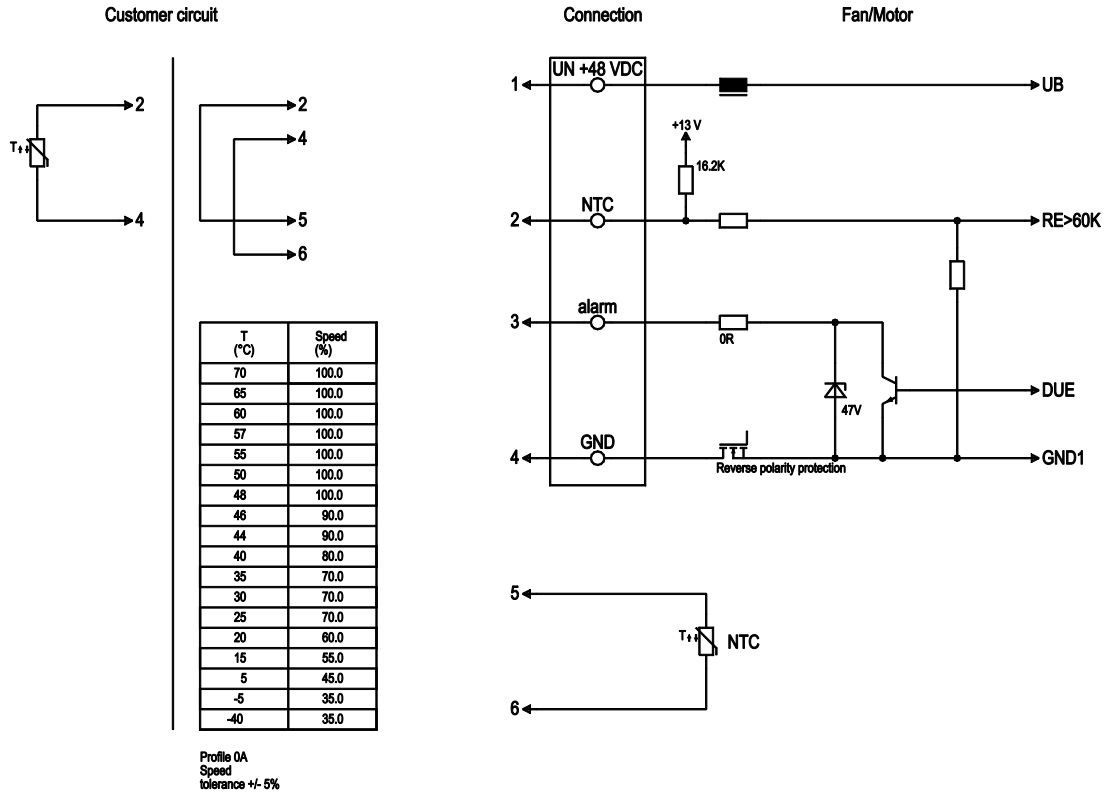 Customer circuit
Connection
Fan/Motor
2
4
T
2
4
5
6
1
UN +48 VDC
UB
+13 V
16.2K
2
NTC
RE>60K
3
alarm
0R
47V
DUE
4
GND
Reverse polarity protection
GND1
5
T
NTC
6
T Speed
(°C) (%)
70 100.0
65 100.0
60 100.0
57 100.0
55 100.0
50 100.0
48 100.0
46 90.0
44 90.0
40 80.0
35 70.0
30 70.0
25 70.0
20 60.0
15 55.0
5 45.0
-5 35.0
-40 35.0
Profile 0A
Speed
tolerance +/- 5%